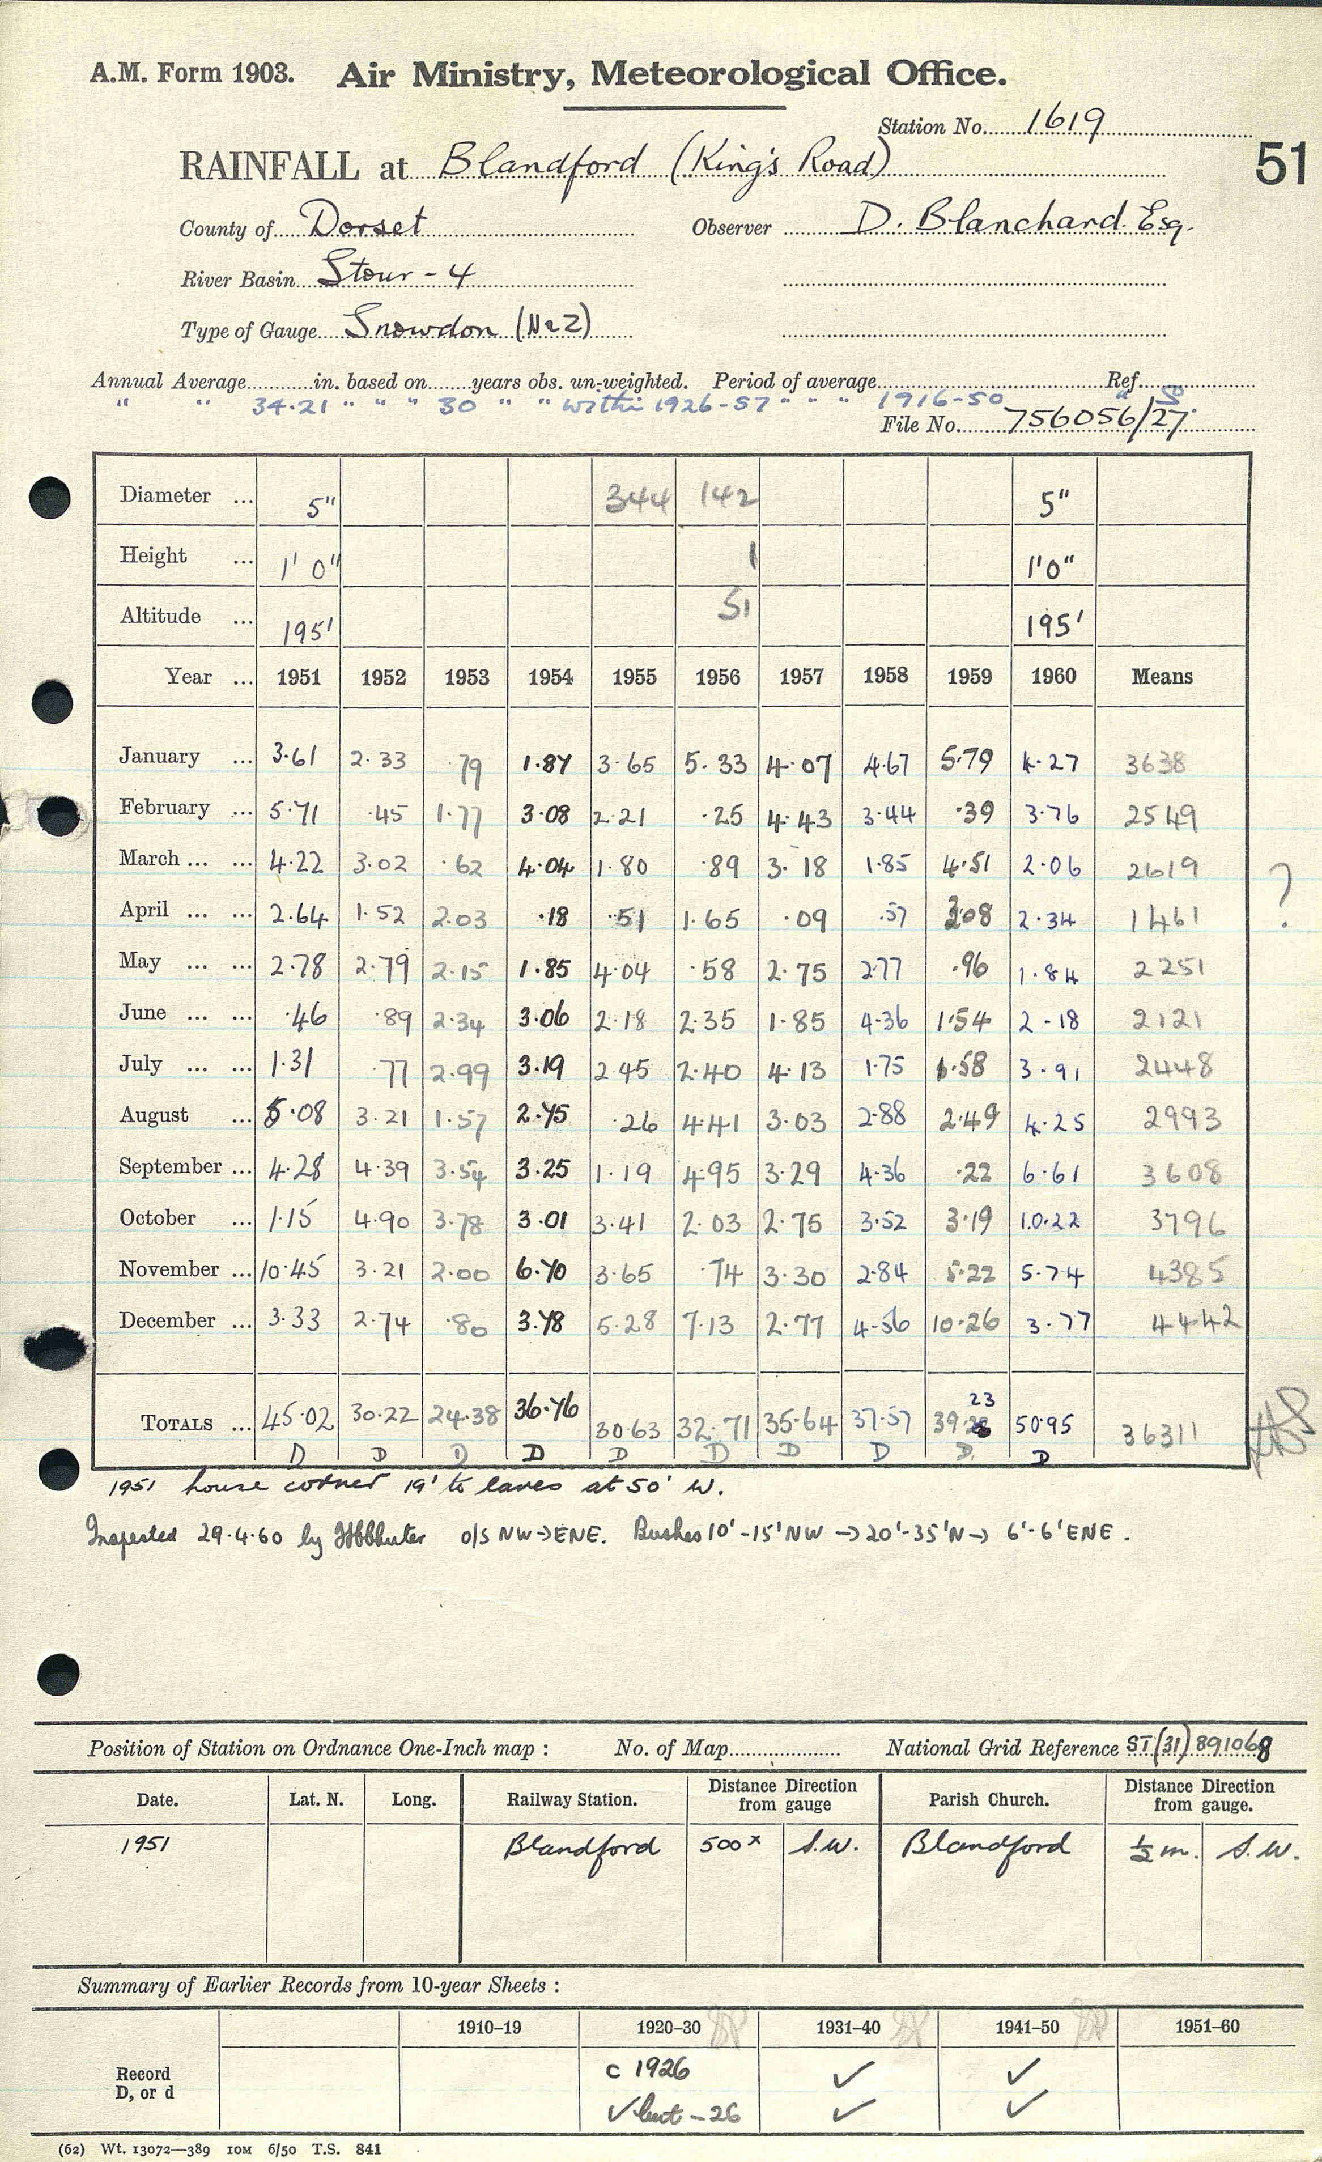 A.M. Form 1903. Air Ministry, Meteorological Office.
Station No. 1619
51
RAINFALL at Blandford (King's Road)
County of Dorset Observer D. Blanchard Esq.
River Basin Stour - 4
Type of Gauge Snowdon (No 2)
Annual Average in. based on years obs. un-weighted. Period of average Ref.
" " 34.21 " " " 30 " " " within 1926-57 " " " 1916-50
File No. 756056/27
Diameter ... 5" 344 142 5"
Height ... 1' 0" 1 1'0"
Altitude ... 195' 51 195'
Year ... 1951 1952 1953 1954 1955 1956 1957 1958 1959 1960 Means
January ... 3.61 2.33 .79 1.87 3.65 5.33 4.07 4.67 5.79 4.27 3638
February ... 5.71 .45 1.77 3.08 2.21 .25 4.43 3.44 .39 3.76 2549
March ... ... 4.22 3.02 .62 4.04 1.80 .89 3.18 1.85 4.51 2.06 2619 ?
April ... ... 2.64 1.52 2.03 .18 .51 1.65 .09 .57 3.08 2.34 1461
May ... ... 2.78 2.79 2.15 1.85 4.04 .58 2.75 2.77 .96 1.84 2251
June ... ... .46 .89 2.34 3.06 2.18 2.35 1.85 4.36 1.54 2-18 2121
July ... ... 1.31 .77 2.99 3.19 2.95 2.40 4.13 1.75 1.58 3.91 2448
August ... 5.08 3.21 1.57 2.75 .26 4.41 3.03 2.88 2.49 4.25 2993
September ... 4.28 4.39 3.54 3.25 1.19 4.95 3.29 4.36 .22 6.61 3608
October ... 1.15 4.90 3.78 3.01 3.41 2.03 2.75 3.52 3.19 10.22 3796
November ... 10.45 3.21 2.00 6.70 3.65 .74 3.30 2.84 5.22 5.74 4385
December ... 3.33 2.74 .80 3.78 5.28 7.13 2.77 4.56 10.26 3.77 4442
23
TOTALS ... 45.02 30.22 24.38 36.76 30.63 32.71 35.64 37.57 39. 50.95 36311
D D D D D D D D D D
1951 house corner 19' to eaves at 50' W.
Inspected 29.4.60 by o/s NW→ENE. Bushes 10'-15'NW → 20'-35'N → 6'-6'ENE.
Position of Station on Ordnance One-Inch map : No. of Map National Grid Reference ST(31)891068
Date. Lat. N. Long. Railway Station. Distance Direction from gauge Parish Church. Distance Direction from gauge.
1951 Blandford 500x S.W. Blandford ½ m. S.W.
Summary of Earlier Records from 10-year Sheets :
1910–19 1920–30 1931–40 1941–50 1951–60
Record D, or d
c 1926 ✓ ✓
✓ but -26 ✓ ✓
(62) Wt. 13072—389 10M 6/50 T.S. 841